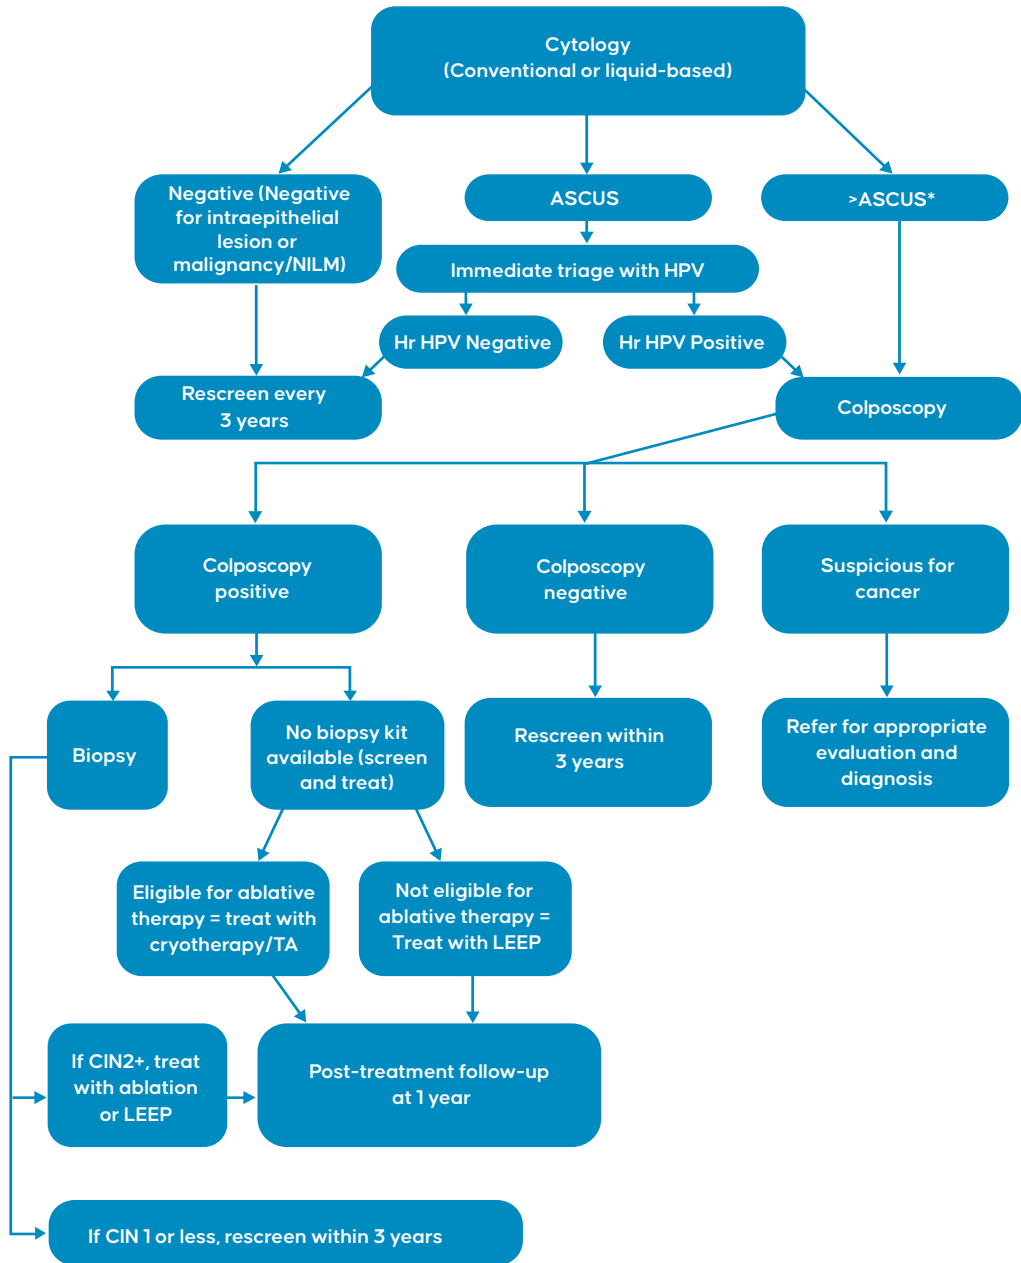 Cytology
(Conventional or liquid-based)
Negative (Negative
for intraepithelial
lesion or
malignancy/NILM)
ASCUS
>ASCUS*
Immediate triage with HPV
Hr HPV Negative
Hr HPV Positive
Rescreen every
3 years
Colposcopy
Colposcopy
positive
Colposcopy
negative
Suspicious for
cancer
Biopsy
No biopsy kit
available (screen
and treat)
Rescreen within
3 years
Refer for appropriate
evaluation and
diagnosis
Eligible for ablative
therapy = treat with
cryotherapy/TA
Not eligible for
ablative therapy =
Treat with LEEP
If CIN2+, treat
with ablation
or LEEP
Post-treatment follow-up
at 1 year
If CIN 1 or less, rescreen within 3 years